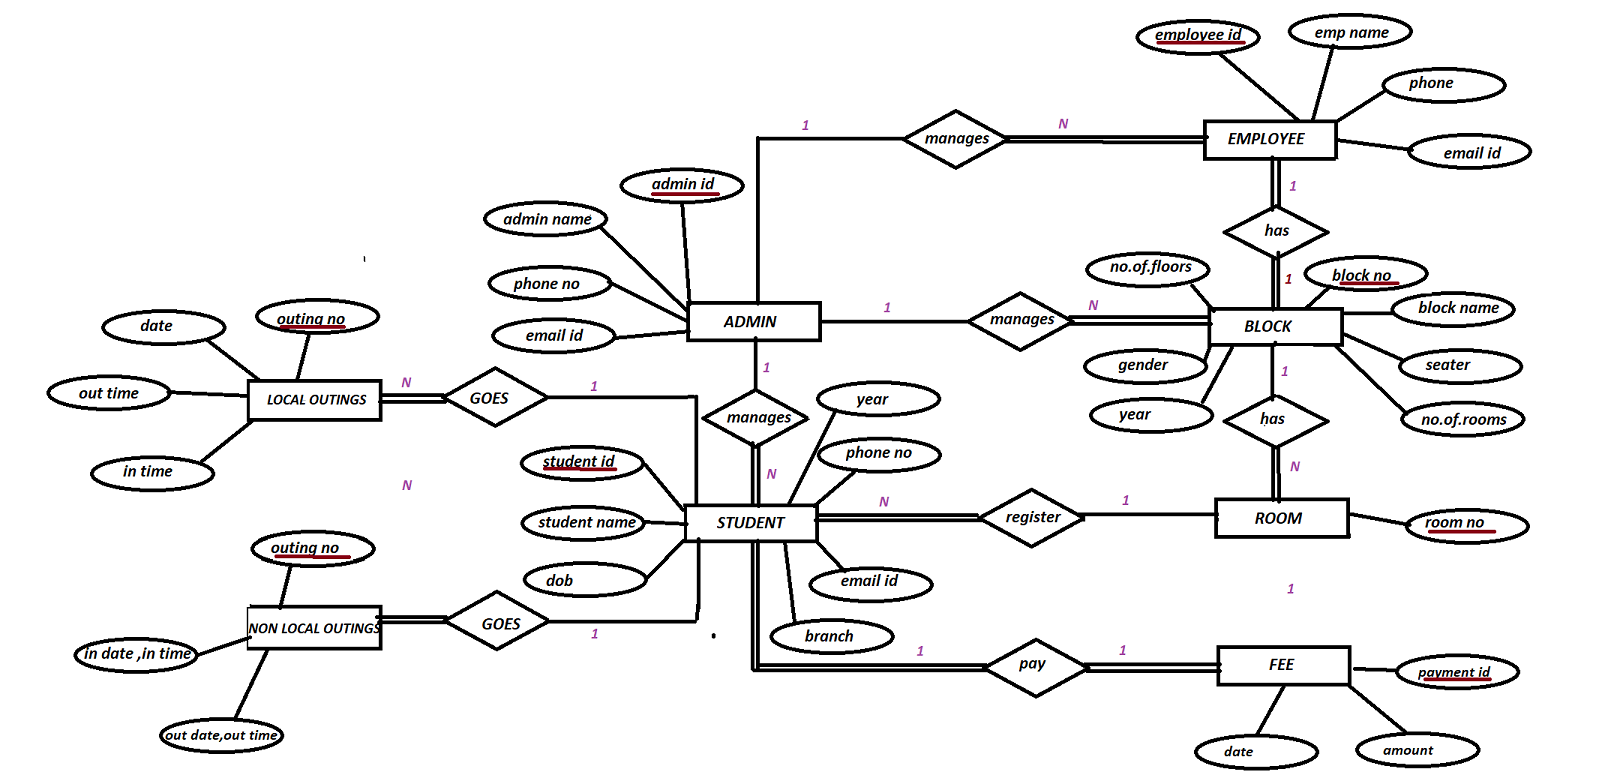 employee id
emp name
phone
email id
EMPLOYEE
1
manages
N
1
has
1
admin id
admin name
phone no
email id
ADMIN
1
manages
N
no.of.floors
block no
block name
BLOCK
gender
seater
year
no.of.rooms
1
has
N
outing no
date
out time
in time
LOCAL OUTINGS
N
GOES
1
1
manages
N
year
phone no
student id
student name
dob
STUDENT
email id
branch
N
register
1
ROOM
room no
N
1
outing no
NON LOCAL OUTINGS
in date ,in time
out date,out time
GOES
1
1
pay
1
FEE
payment id
date
amount